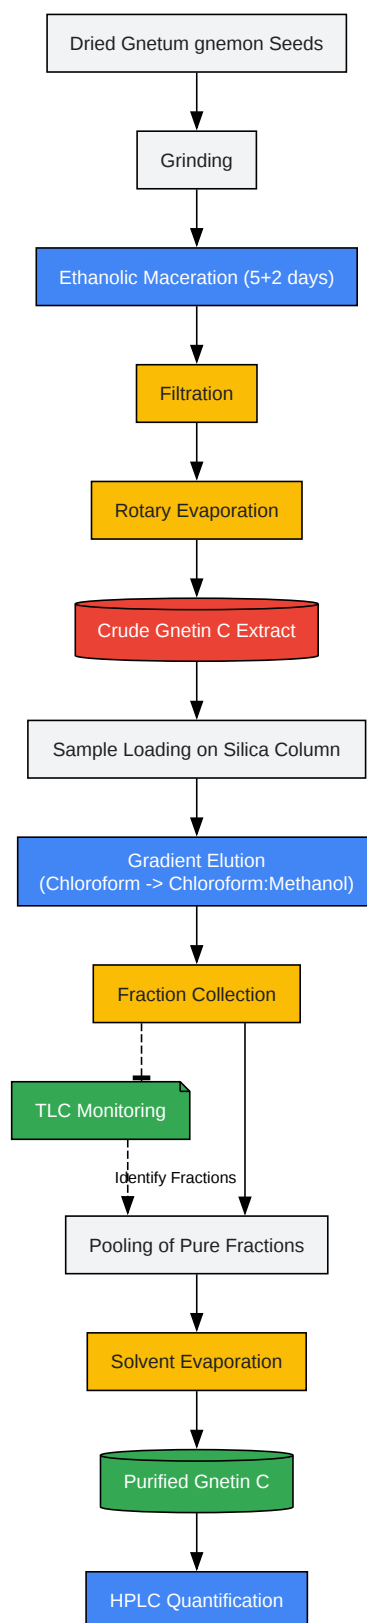 Dried Gnetum gnemon Seeds
Grinding
Ethanolic Maceration (5+2 days)
Filtration
Rotary Evaporation
Crude Gnetin C Extract
Sample Loading on Silica Column
Gradient Elution
(Chloroform -> Chloroform:Methanol)
Fraction Collection
TLC Monitoring
Identify Fractions
Pooling of Pure Fractions
Solvent Evaporation
Purified Gnetin C
HPLC Quantification